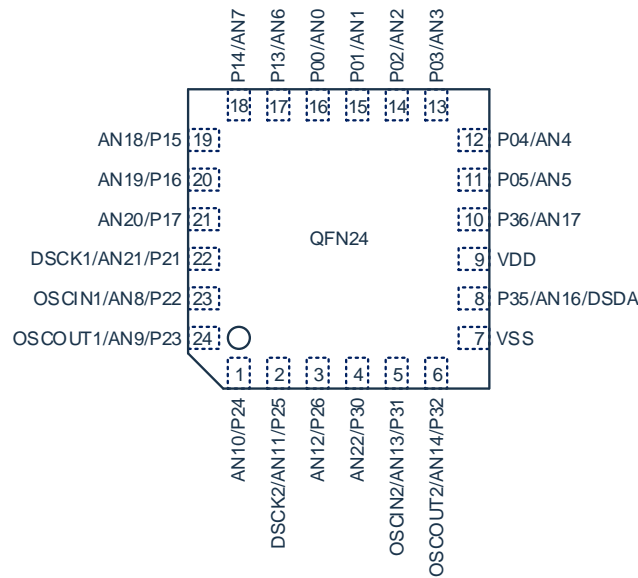 P14/AN7
P13/AN6
P00/AN0
P01/AN1
P02/AN2
P03/AN3
18
17
16
15
14
13
AN18/P15 19
12 P04/AN4
AN19/P16 20
11 P05/AN5
AN20/P17 21
10 P36/AN17
QFN24
DSCK1/AN21/P21 22
9 VDD
OSCIN1/AN8/P22 23
8 P35/AN16/DSDA
OSCOUT1/AN9/P23 24
7 VSS
1
2
3
4
5
6
AN10/P24
DSCK2/AN11/P25
AN12/P26
AN22/P30
OSCIN2/AN13/P31
OSCOUT2/AN14/P32